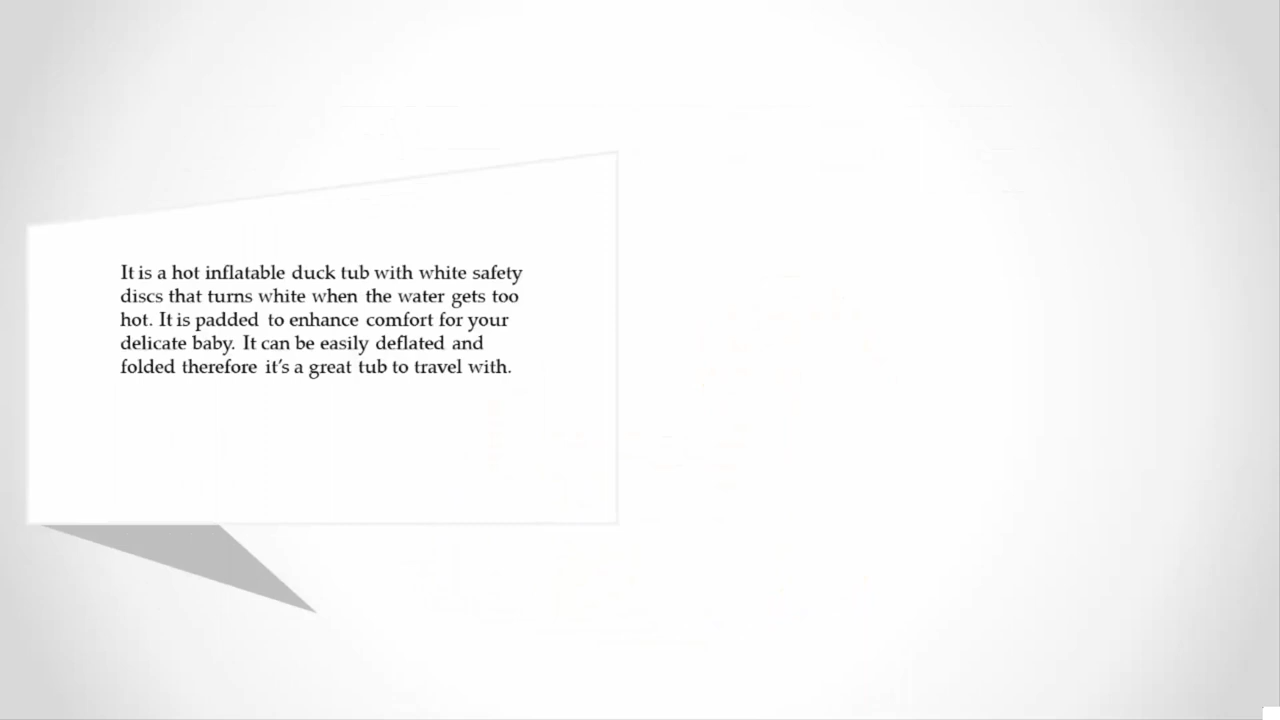 It is a hot inflatable duck tub with white safety
discs that turns white when the water gets too
hot. It is padded to enhance comfort for your
delicate baby. It can be easily deflated and
folded therefore it’s a great tub to travel with.